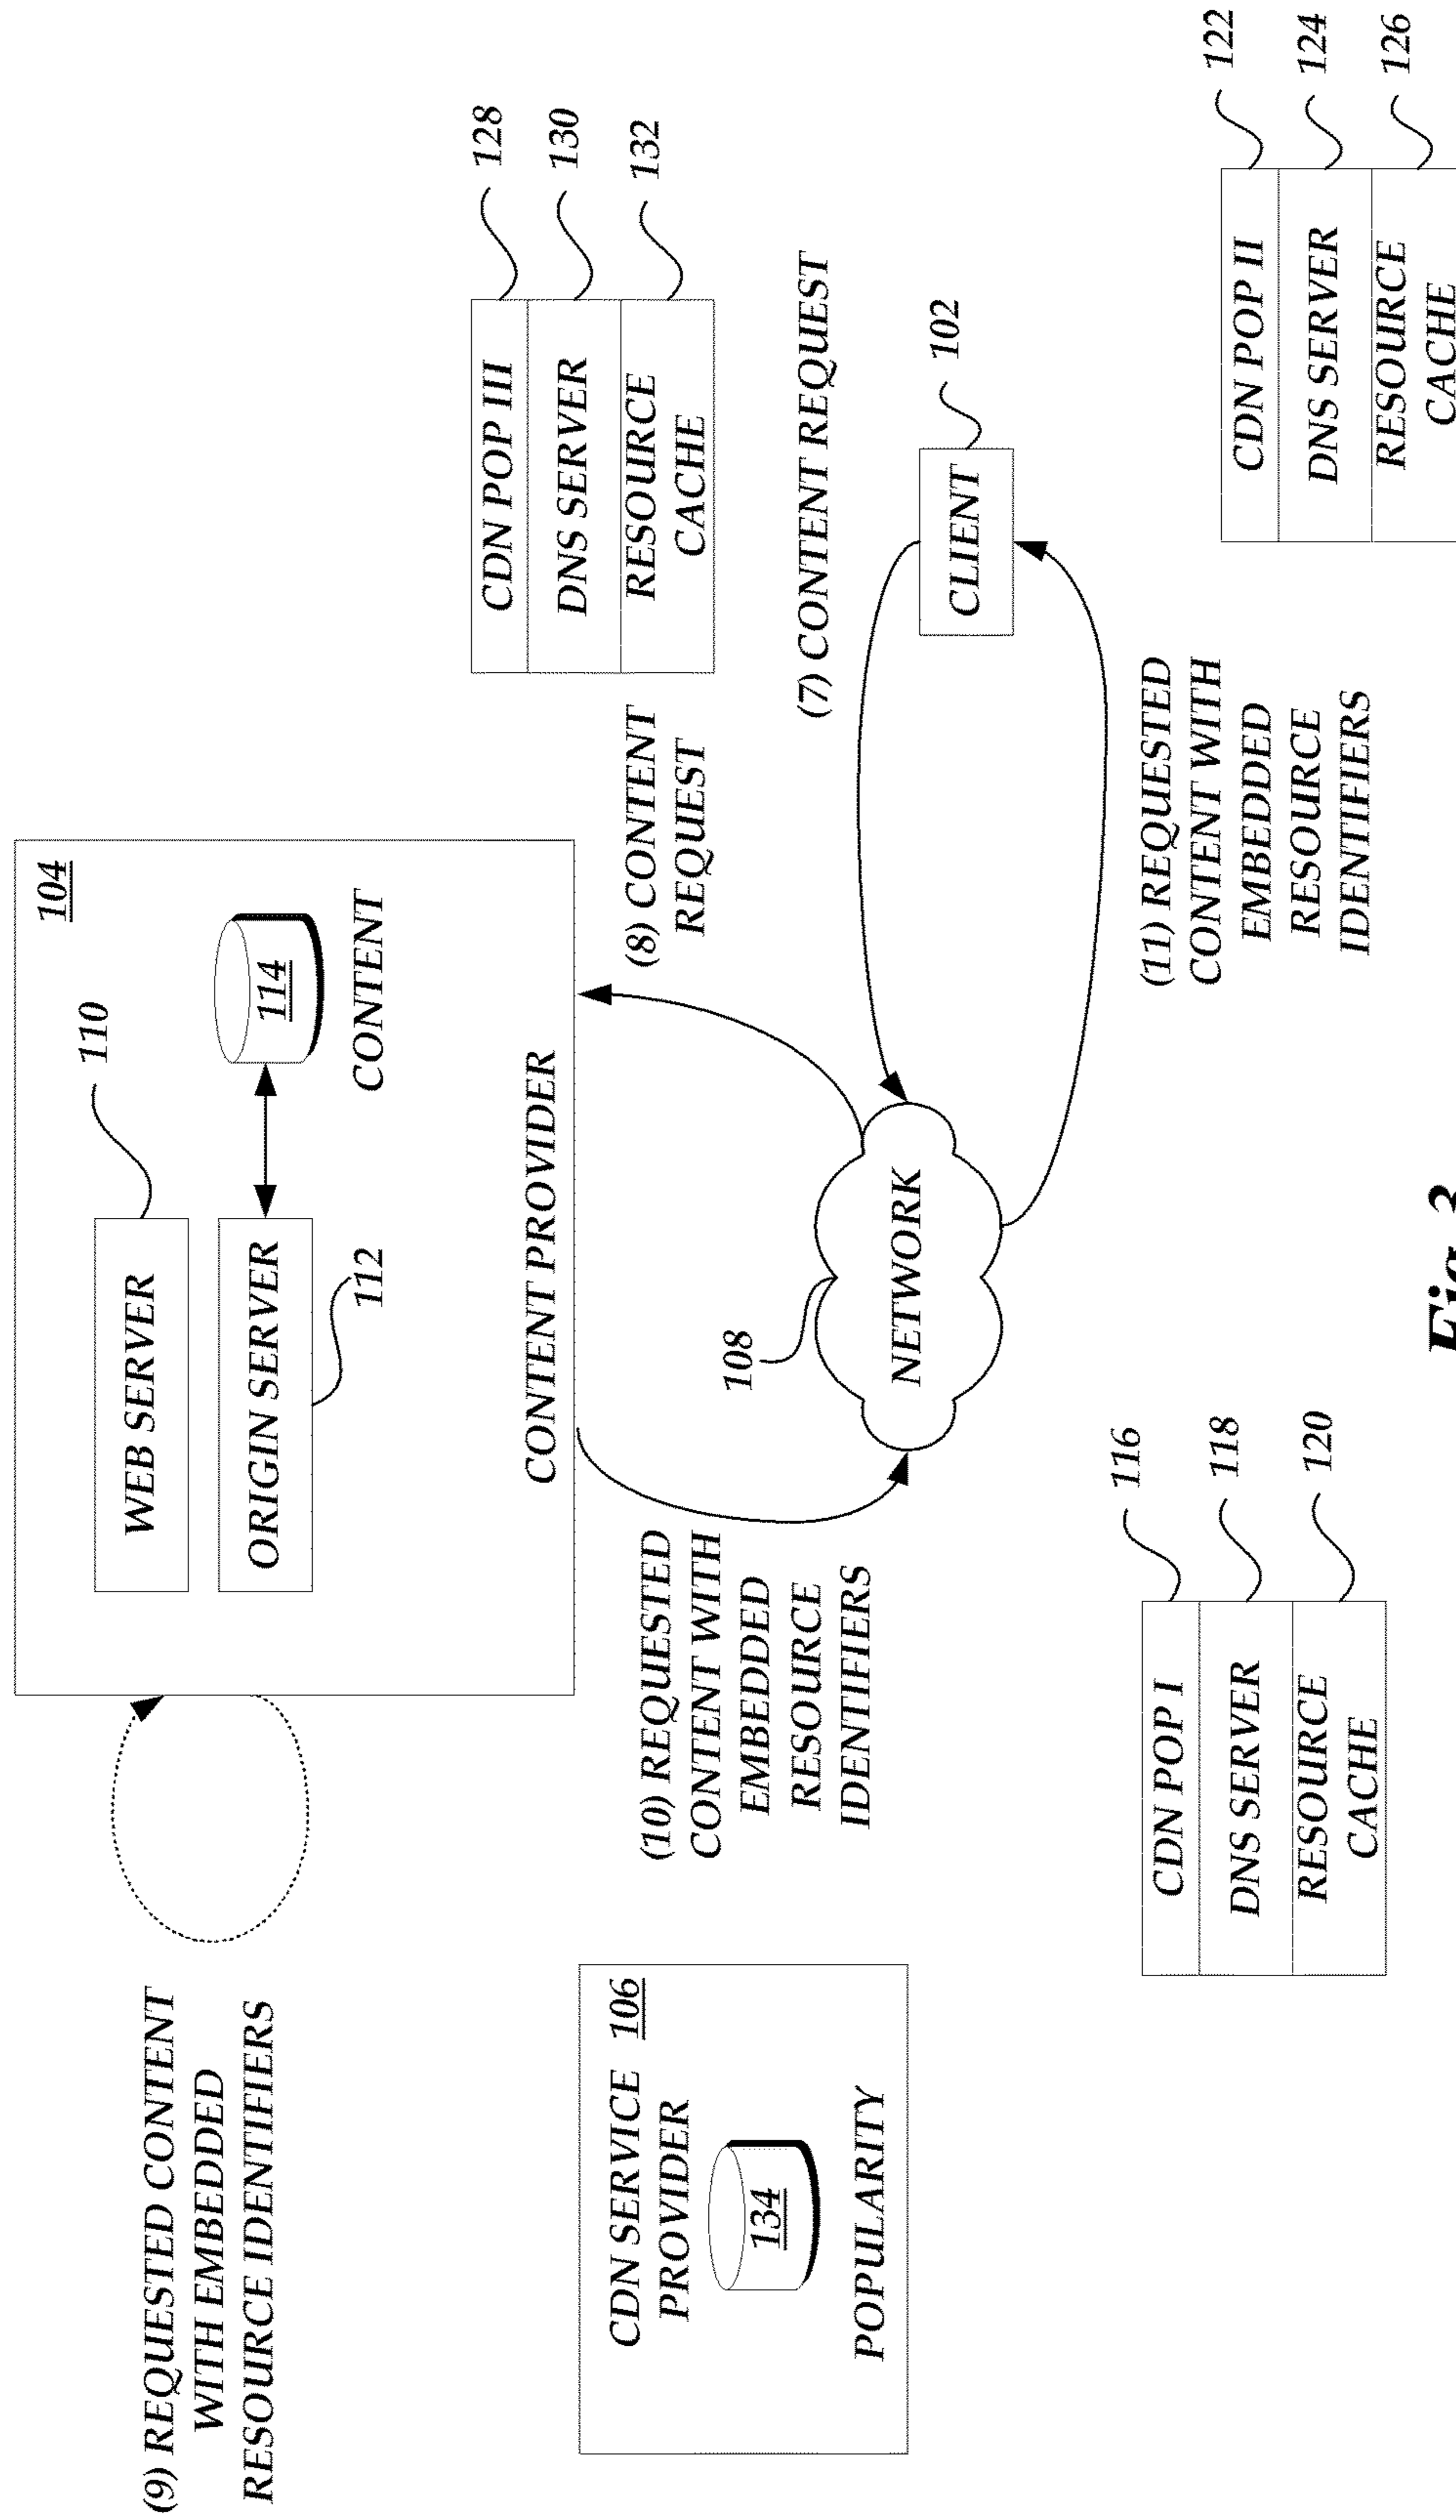 (9) REQUESTED CONTENT
WITH EMBEDDED
RESOURCE IDENTIFIERS
104
WEB SERVER
110
ORIGIN SERVER
112
114
CONTENT
CONTENT PROVIDER
CDN SERVICE
PROVIDER
106
134
POPULARITY
(10) REQUESTED
CONTENT WITH
EMBEDDED
RESOURCE
IDENTIFIERS
(8) CONTENT
REQUEST
CDN POP III
128
DNS SERVER
130
RESOURCE
CACHE
132
108
NETWORK
(7) CONTENT REQUEST
CLIENT
102
(11) REQUESTED
CONTENT WITH
EMBEDDED
RESOURCE
IDENTIFIERS
CDN POP I
116
DNS SERVER
118
RESOURCE
CACHE
120
CDN POP II
122
DNS SERVER
124
RESOURCE
CACHE
126
Fig.3.